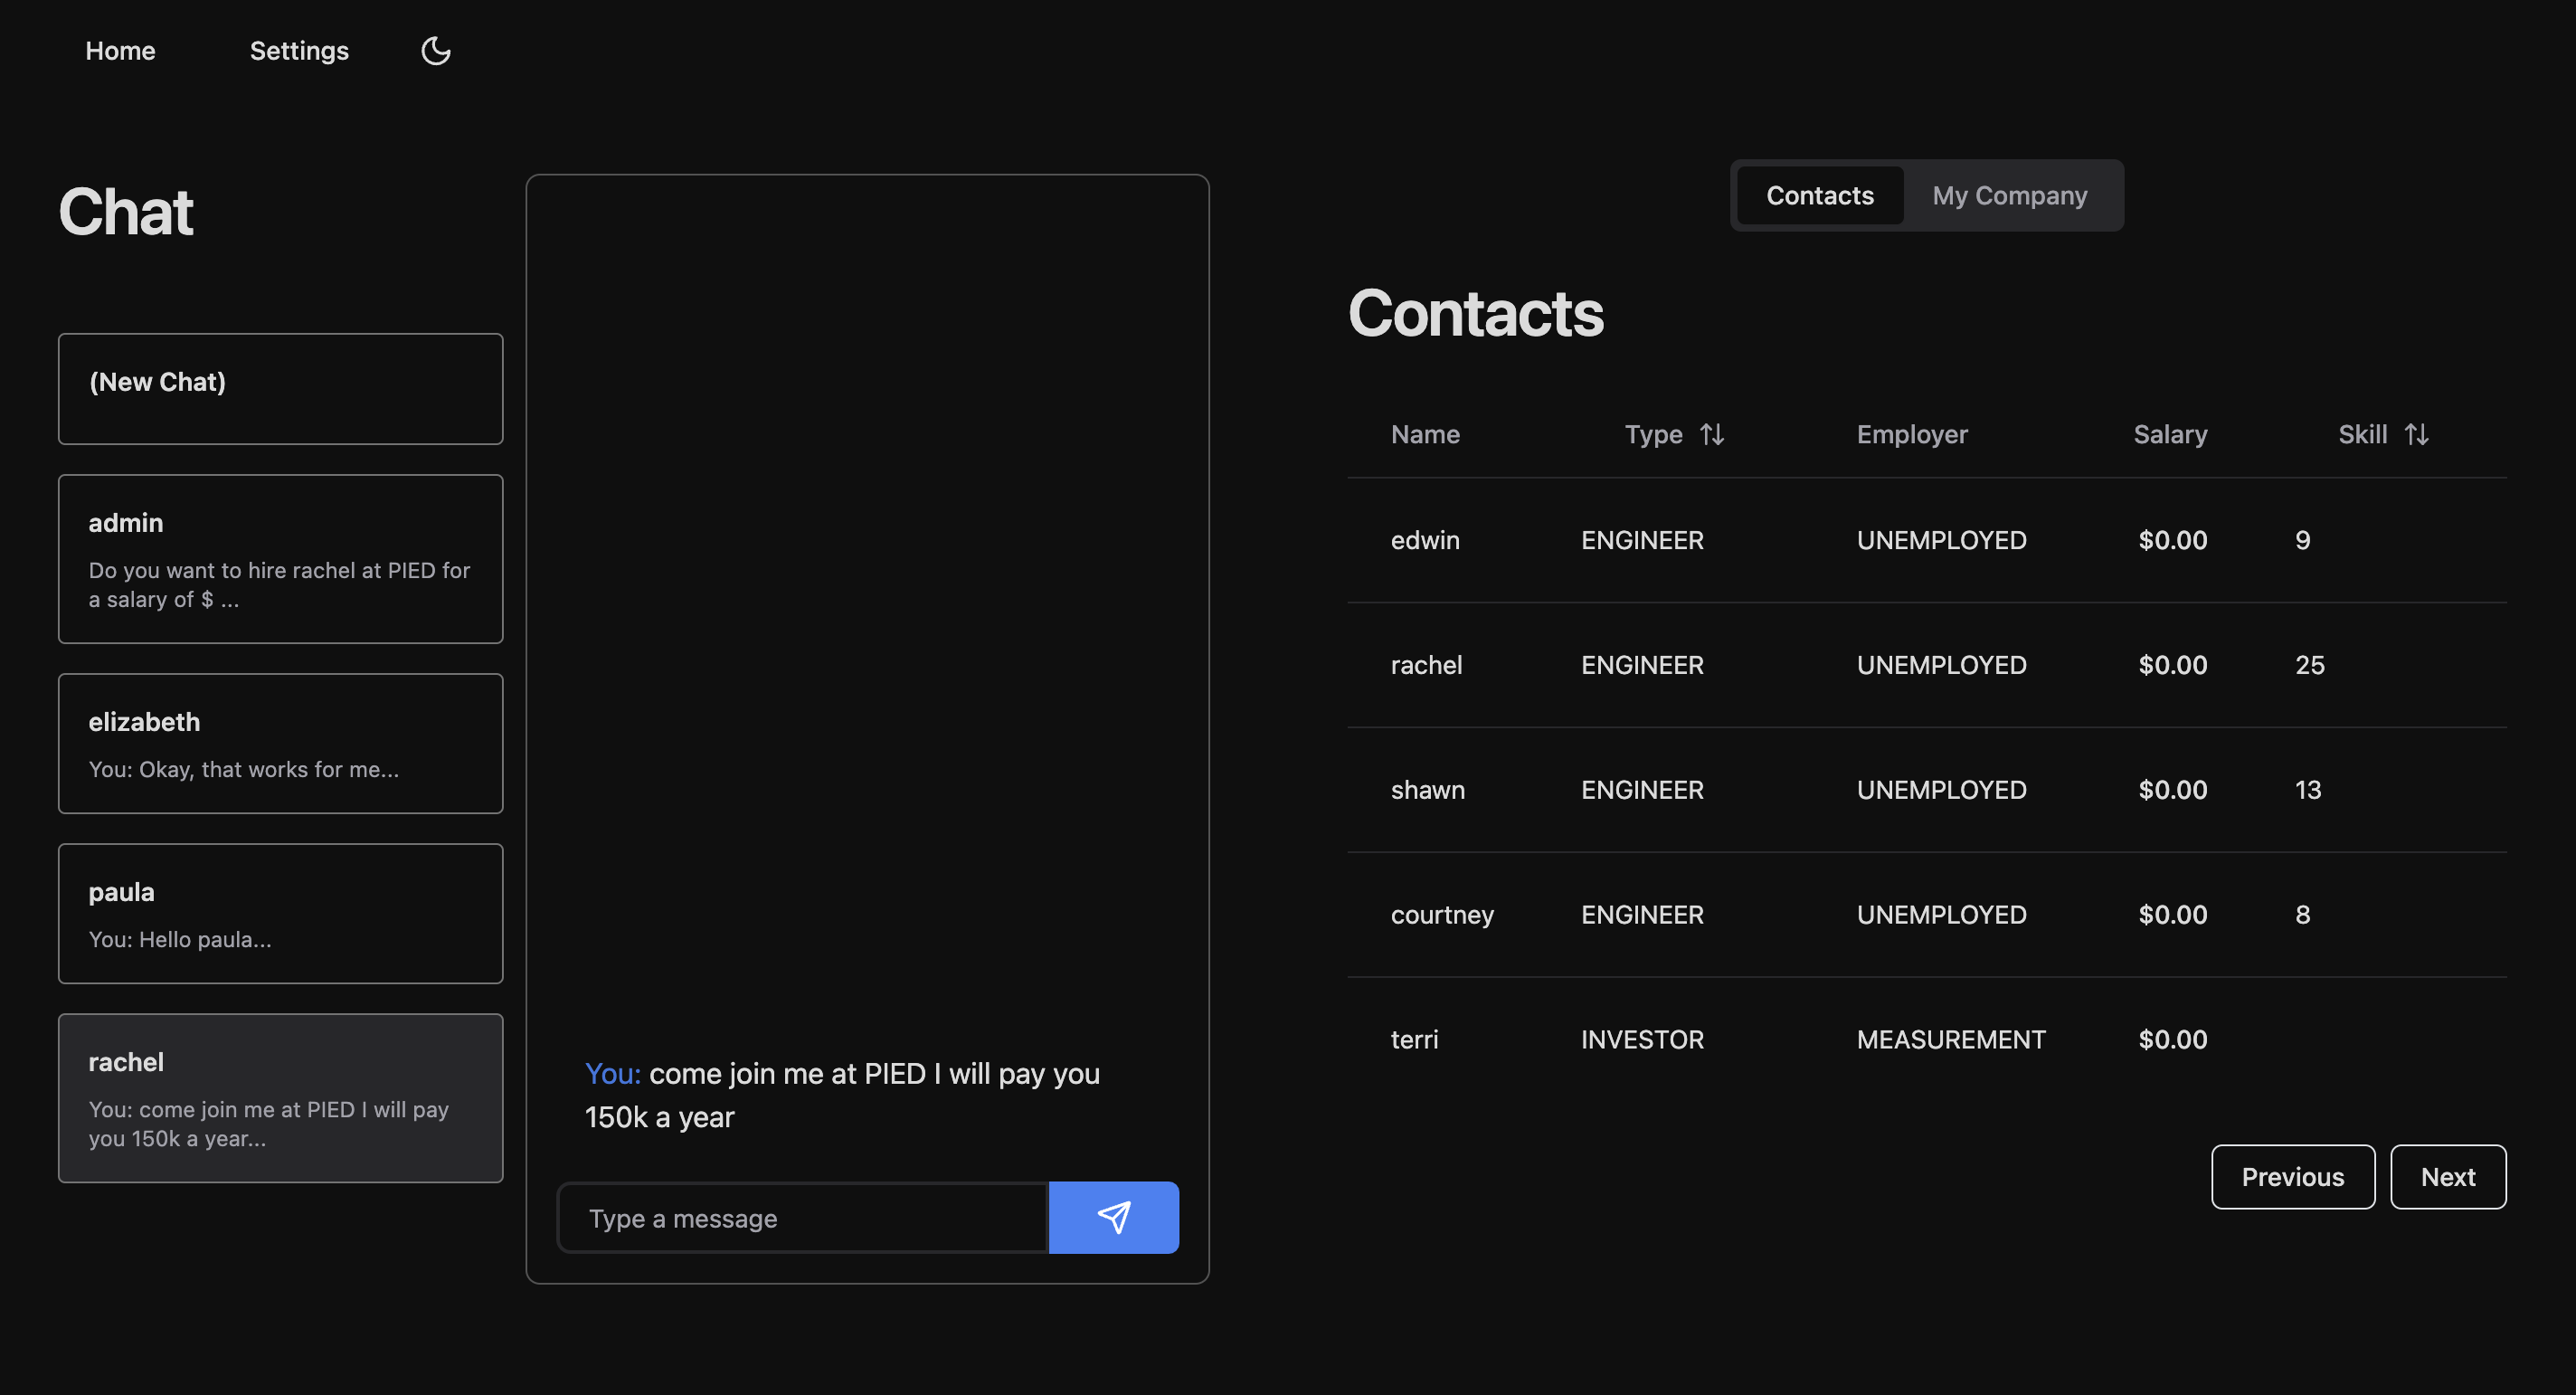 Home
Settings
Chat
(New Chat)
admin
Do you want to hire rachel at PIED for
a salary of $ ...
elizabeth
You: Okay, that works for me...
paula
You: Hello paula...
rachel
You: come join me at PIED I will pay
you 150k a year...
You: come join me at PIED I will pay you
150k a year
Type a message
Contacts
My Company
Contacts
Name Type Employer Salary Skill
edwin ENGINEER UNEMPLOYED $0.00 9
rachel ENGINEER UNEMPLOYED $0.00 25
shawn ENGINEER UNEMPLOYED $0.00 13
courtney ENGINEER UNEMPLOYED $0.00 8
terri INVESTOR MEASUREMENT $0.00
Previous
Next